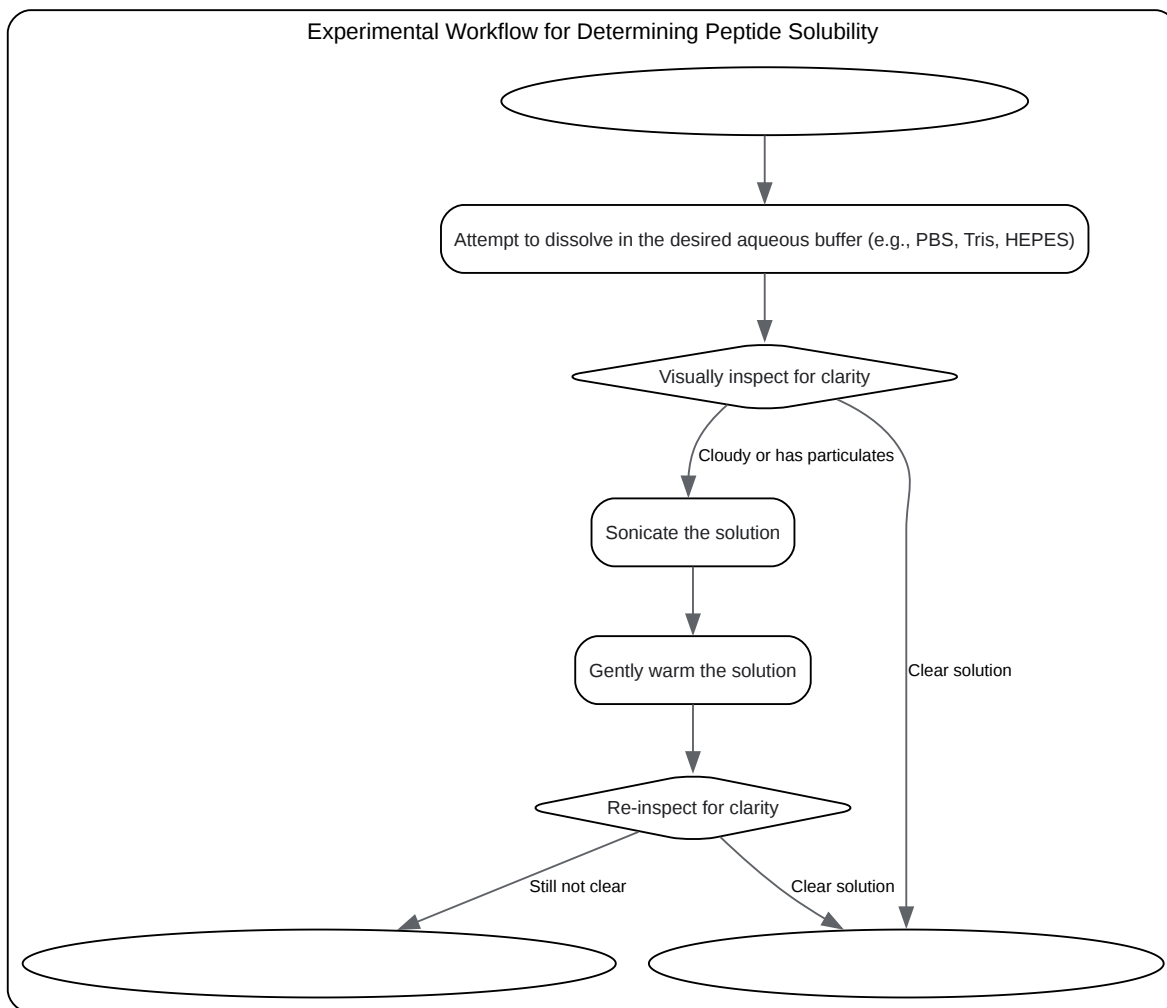 Experimental Workflow for Determining Peptide Solubility
Attempt to dissolve in the desired aqueous buffer (e.g., PBS, Tris, HEPES)
Visually inspect for clarity
Cloudy or has particulates
Sonicate the solution
Gently warm the solution
Clear solution
Re-inspect for clarity
Still not clear
Clear solution